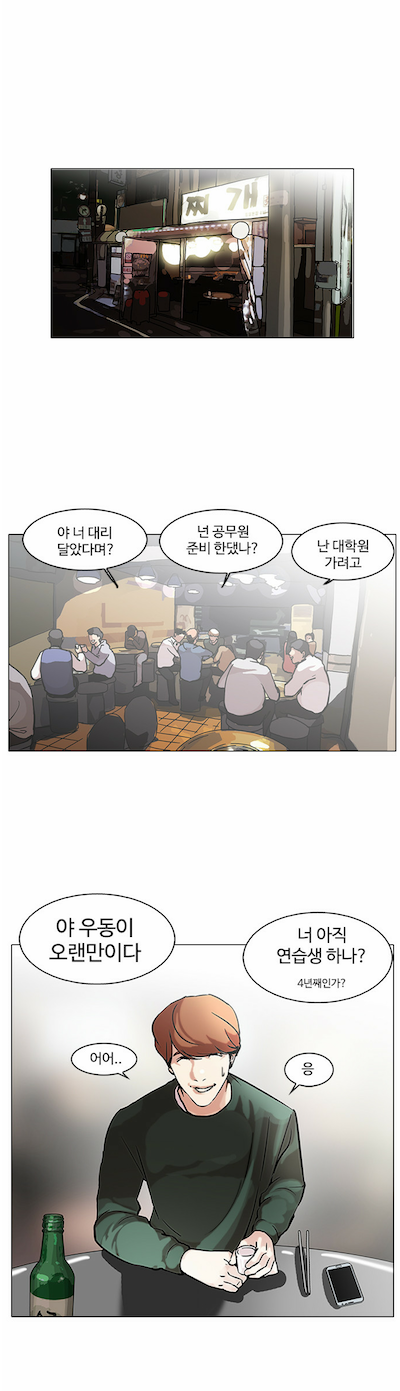 찌개
야 너 대리
달았다며?
넌 공무원
준비 한댔나?
난 대학원
가려고
야 우동이
오랜만이다
너 아직
연습생 하나?
4년째인가?
어어..
응